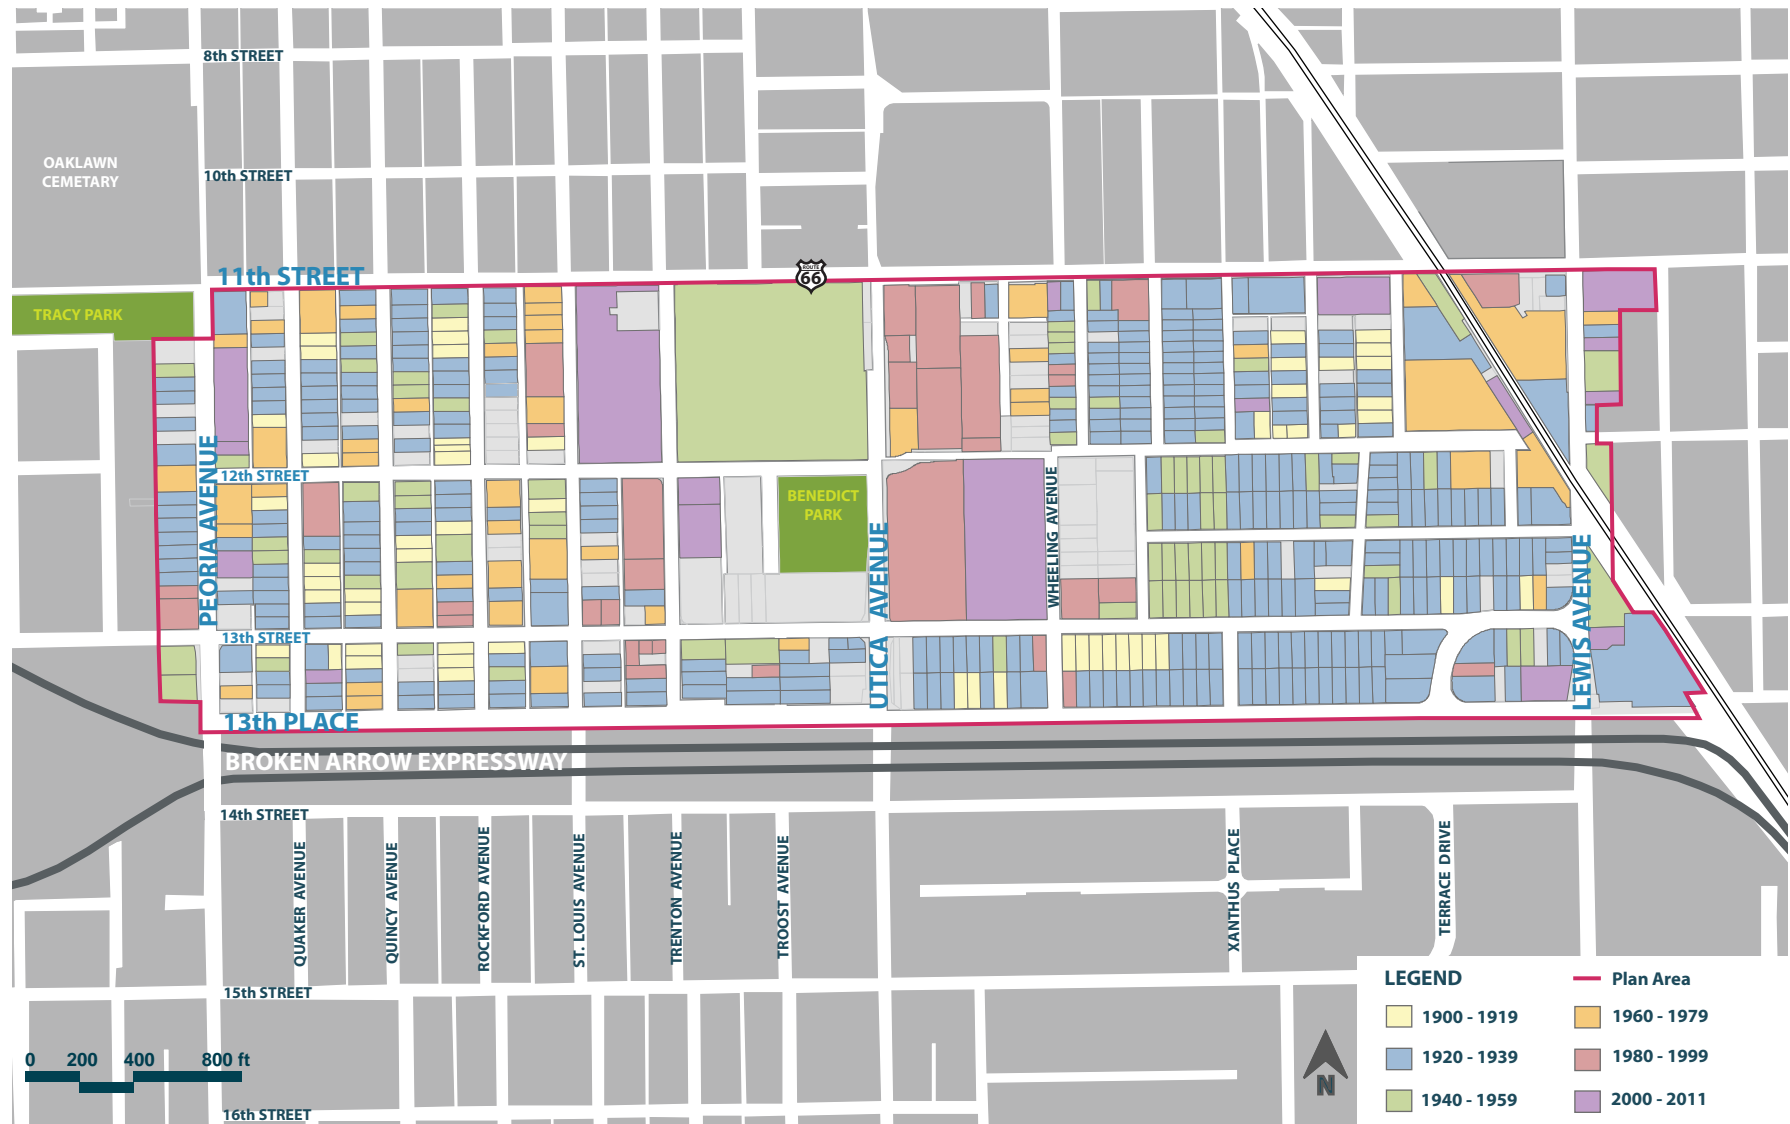 8th STREET
OAKLAWN
CEMETARY
10th STREET
11th STREET
ROUTE
66
TRACY PARK
PEORIA AVENUE
12th STREET
BENEDICT
PARK
UTICA AVENUE
WHEELING AVENUE
LEWIS AVENUE
13th STREET
13th PLACE
BROKEN ARROW EXPRESSWAY
14th STREET
QUAKER AVENUE
QUINCY AVENUE
ROCKFORD AVENUE
ST. LOUIS AVENUE
TRENTON AVENUE
TROOST AVENUE
XANTHUS PLACE
TERRACE DRIVE
15th STREET
LEGEND
Plan Area
1900 - 1919
1960 - 1979
1920 - 1939
1980 - 1999
1940 - 1959
2000 - 2011
0 200 400 800 ft
N
16th STREET